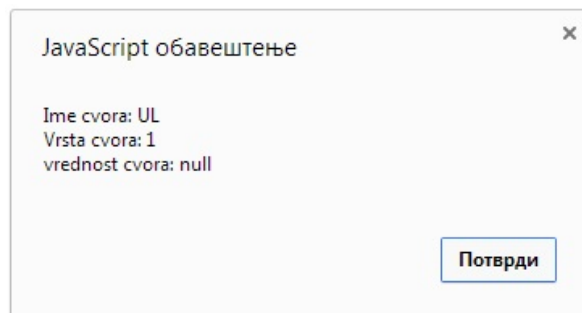 JavaScript обавештење
Ime cvora: UL
Vrsta cvora: 1
vrednost cvora: null
Потврди